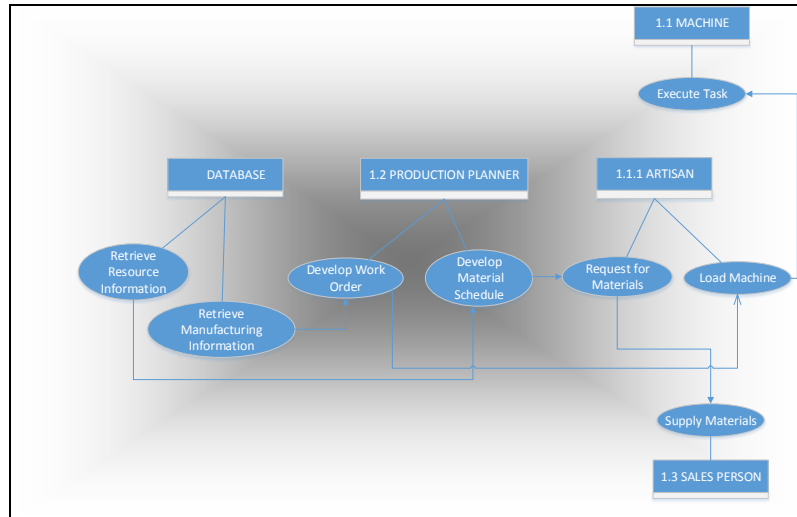 1.1 MACHINE
Execute Task
DATABASE
1.2 PRODUCTION PLANNER
1.1.1 ARTISAN
Retrieve
Resource
Information
Develop Work
Order
Develop
Material
Schedule
Request for
Materials
Load Machine
Retrieve
Manufacturing
Information
Supply Materials
1.3 SALES PERSON